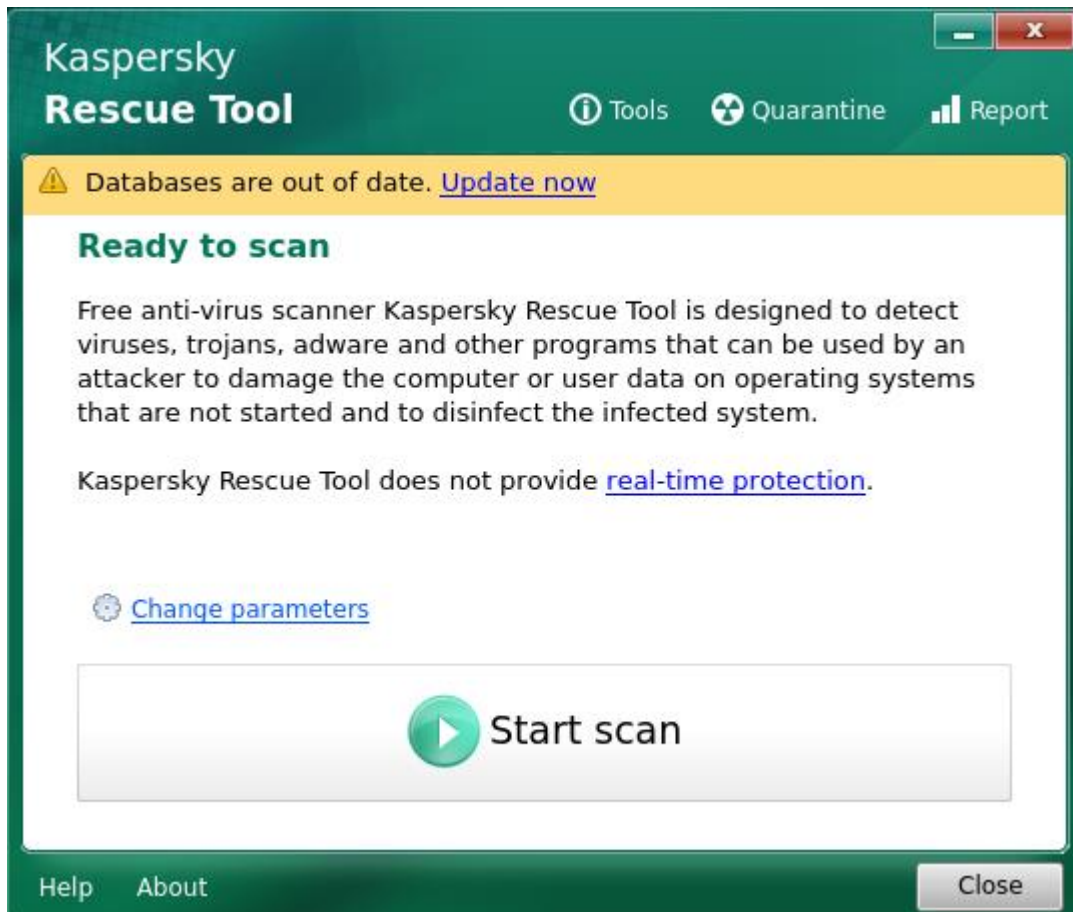 Kaspersky
Rescue Tool
Tools Quarantine Report
Databases are out of date. Update now
Ready to scan
Free anti-virus scanner Kaspersky Rescue Tool is designed to detect
viruses, trojans, adware and other programs that can be used by an
attacker to damage the computer or user data on operating systems
that are not started and to disinfect the infected system.
Kaspersky Rescue Tool does not provide real-time protection.
Change parameters
Start scan
Help About Close